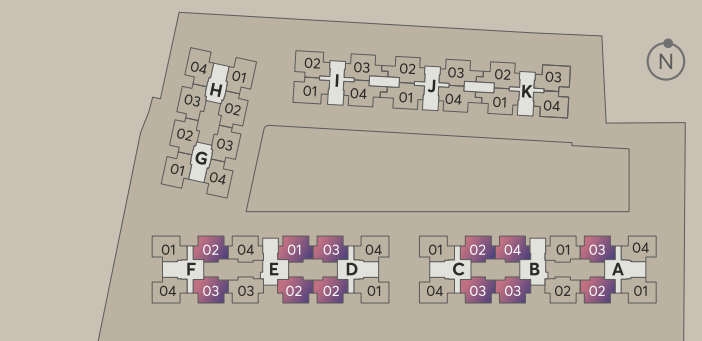 N
02 03 02 03 02 03
I J K
01 04 01 04 01 04
04 01
H
03 02
02 03
G
01 04
01 02 04 01 03 04
F E D
04 03 03 02 02 01
01 02 04 01 03 04
C B A
04 03 03 02 02 01